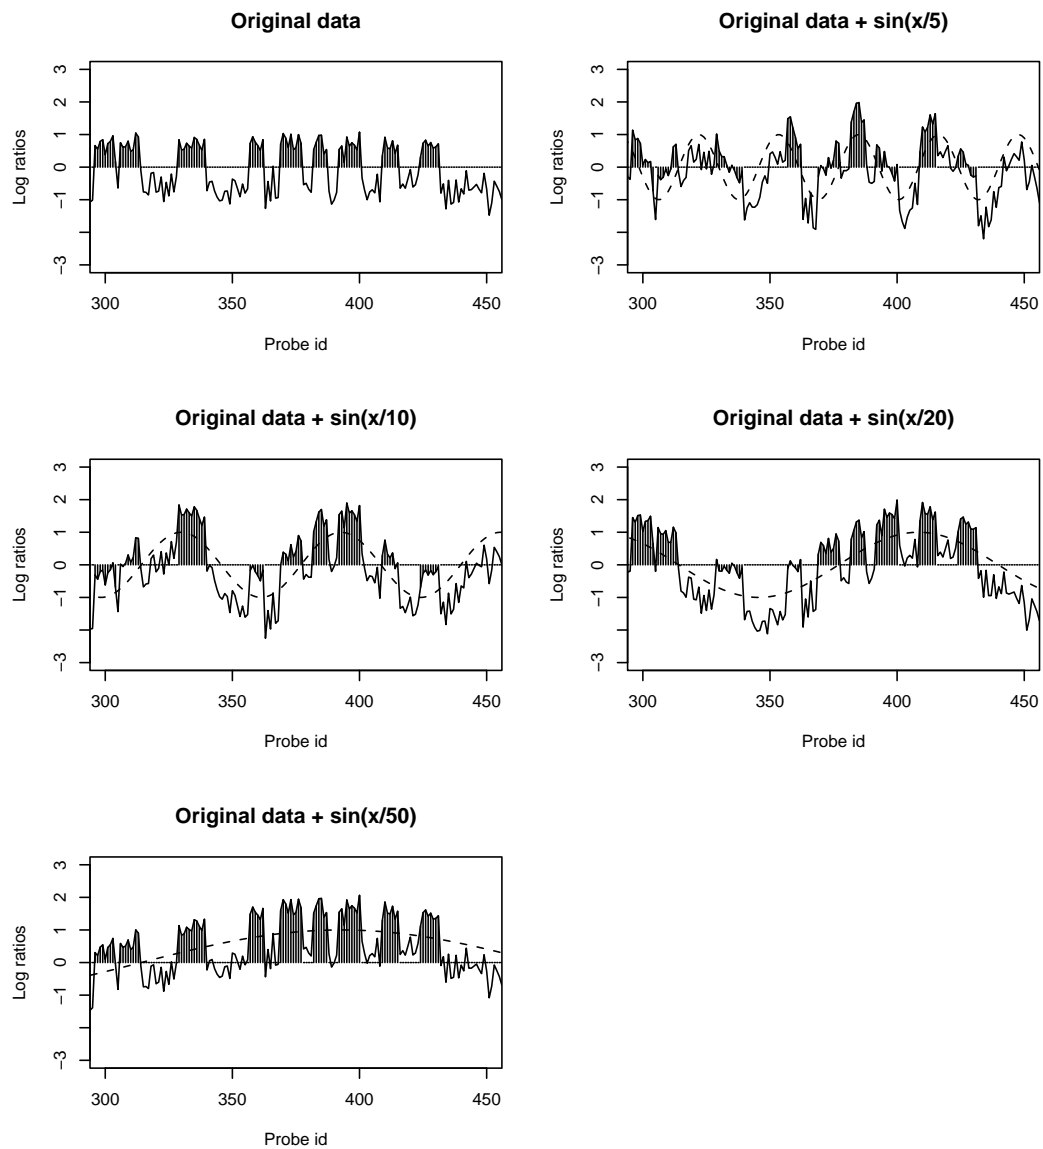 Original data
3
2
1
0
−1
−3
Log ratios
300 350 400 450
Probe id
Original data + sin(x/5)
3
2
1
0
−1
−3
Log ratios
300 350 400 450
Probe id
Original data + sin(x/10)
3
2
1
0
−1
−3
Log ratios
300 350 400 450
Probe id
Original data + sin(x/20)
3
2
1
0
−1
−3
Log ratios
300 350 400 450
Probe id
Original data + sin(x/50)
3
2
1
0
−1
−3
Log ratios
300 350 400 450
Probe id